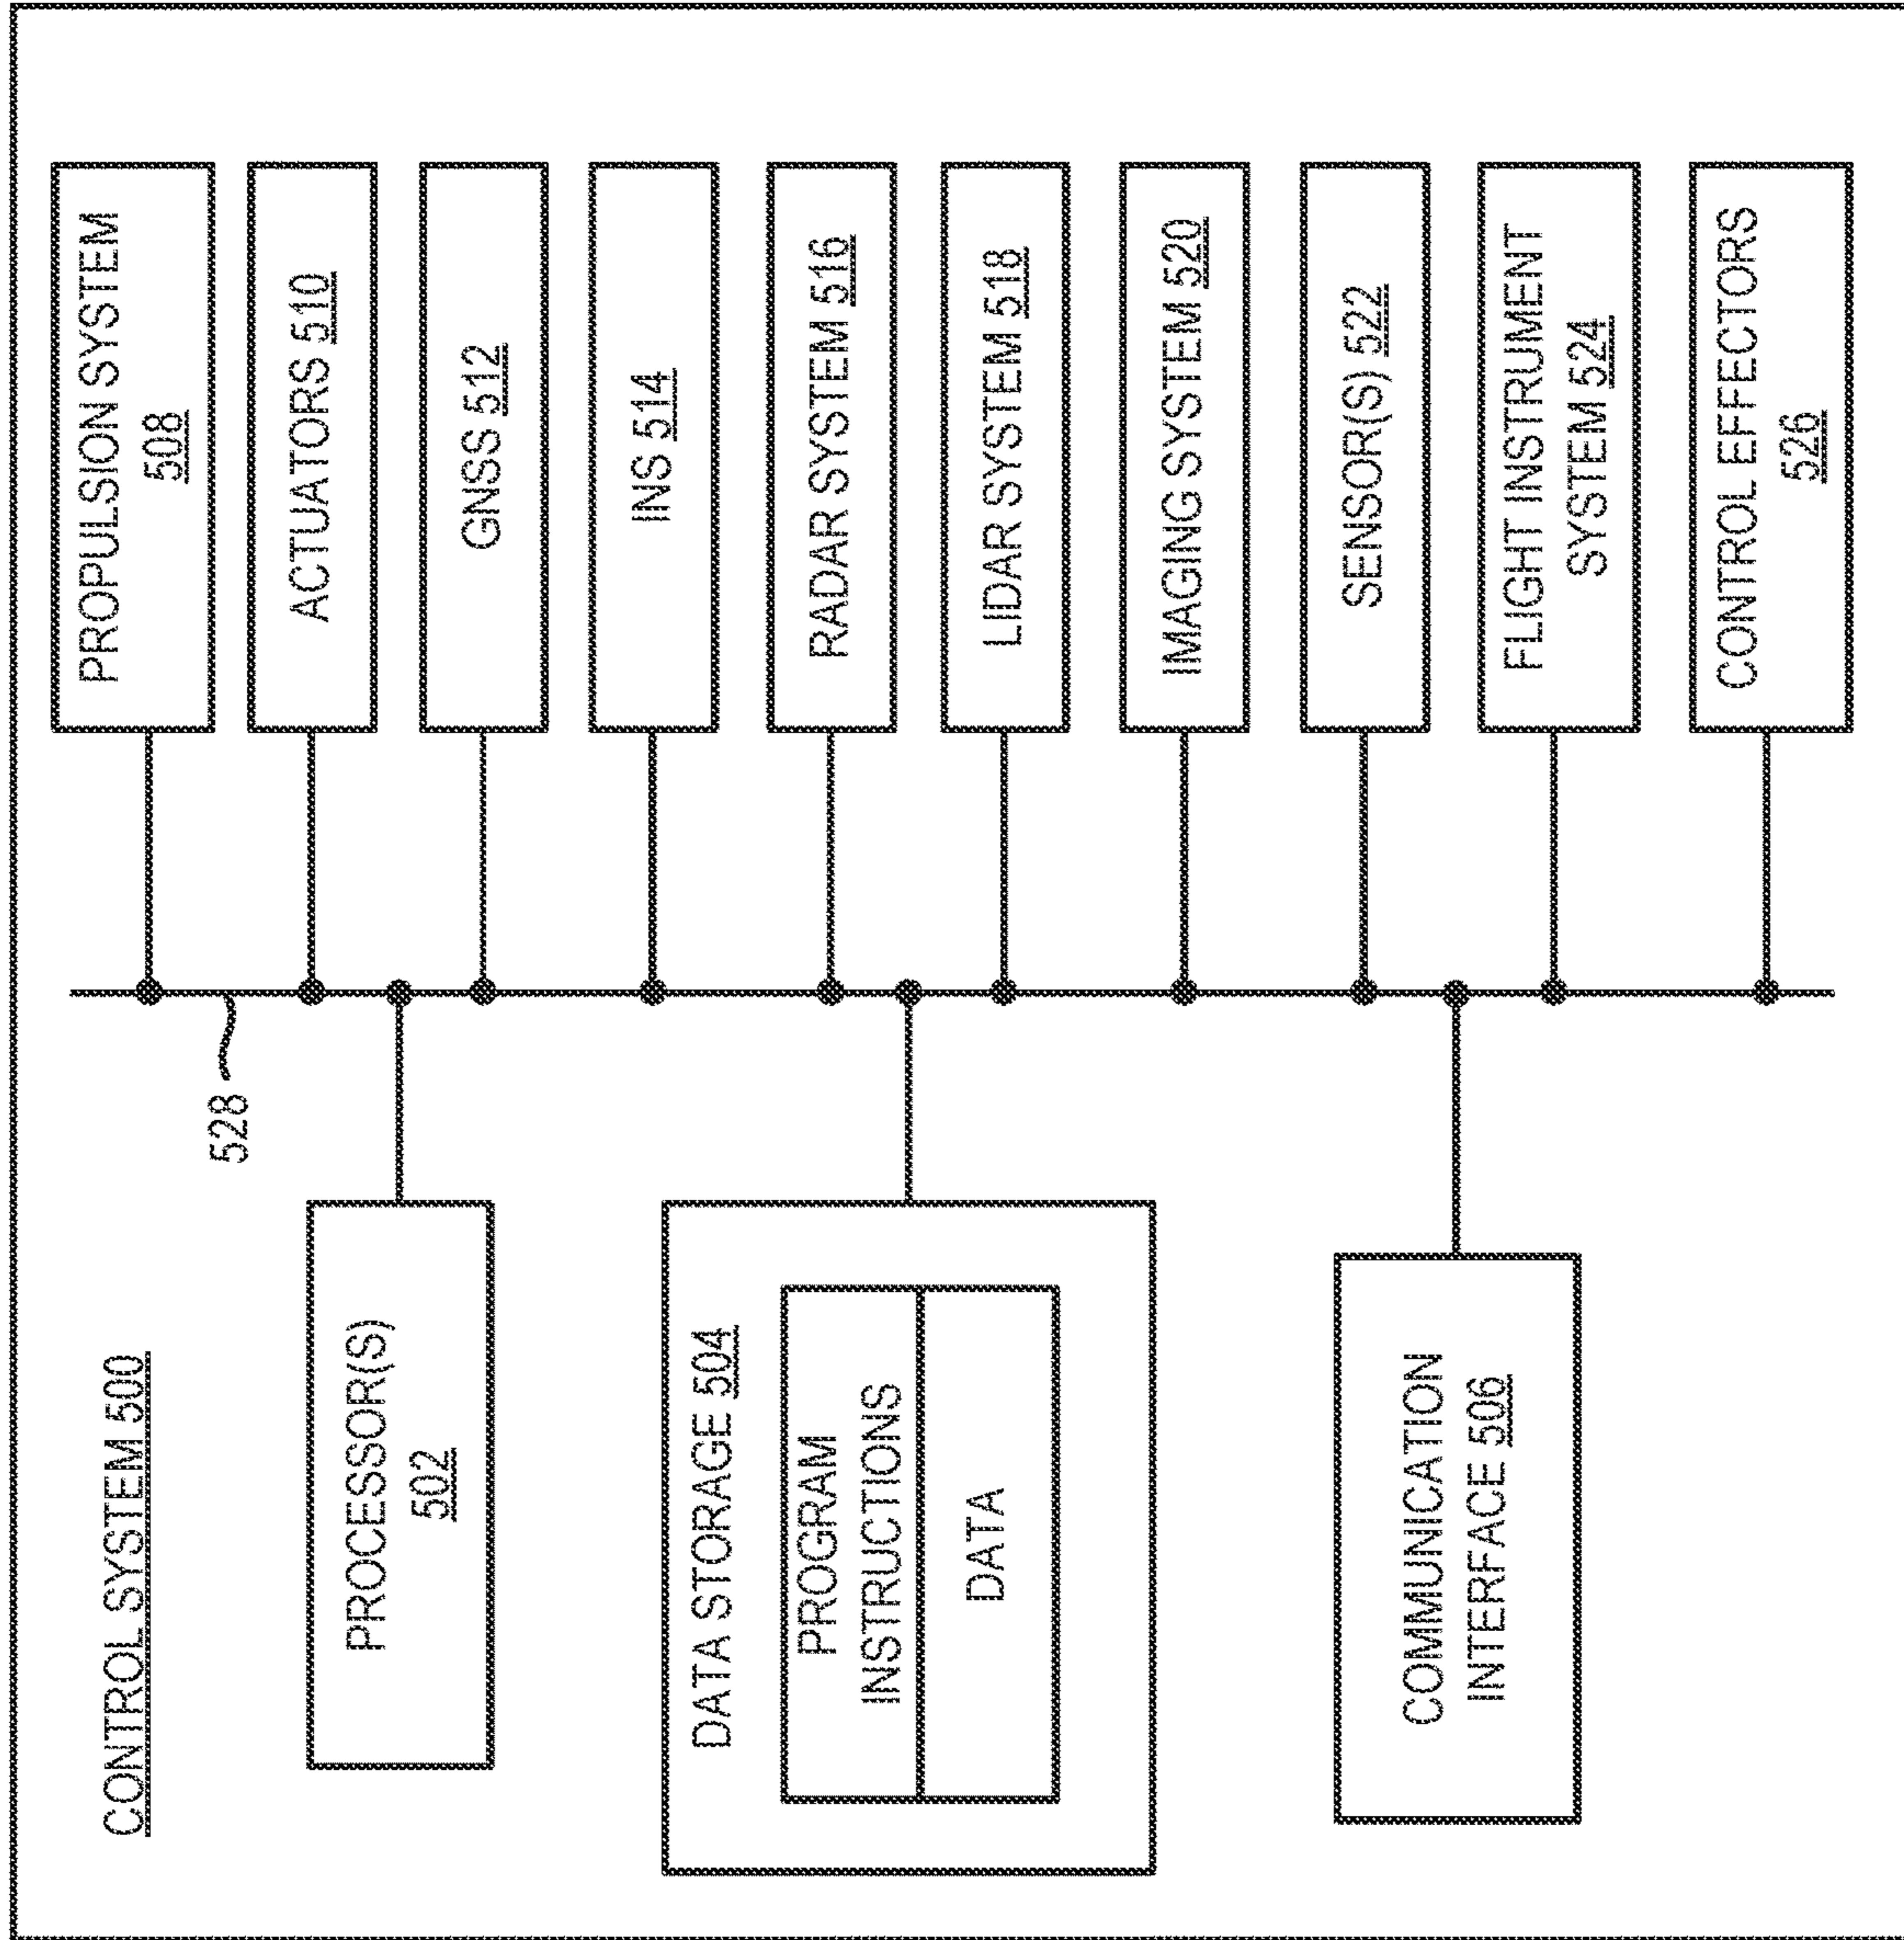 CONTROL SYSTEM 500
PROCESSOR(S)
502
DATA STORAGE 504
PROGRAM
INSTRUCTIONS
DATA
COMMUNICATION
INTERFACE 506
528
PROPULSION SYSTEM
508
ACTUATORS 510
GNSS 512
INS 514
RADAR SYSTEM 516
LIDAR SYSTEM 518
IMAGING SYSTEM 520
SENSOR(S) 522
FLIGHT INSTRUMENT
SYSTEM 524
CONTROL EFFECTORS
526